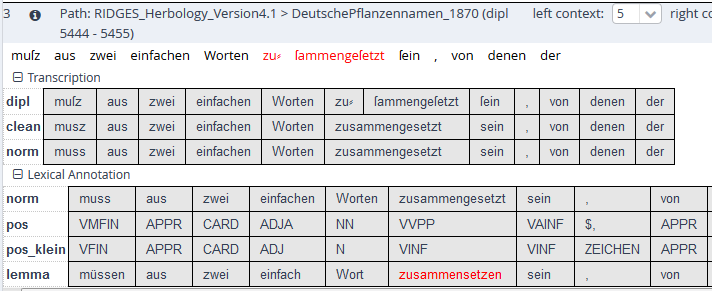 3 i Path: RIDGES_Herbology_Version4.1 > DeutschePflanzennamen_1870 (dipl left context: 5 right co
5444 - 5455)
muſz aus zwei einfachen Worten zu⸗ ſammengeſetzt ſein , von denen der
Transcription
dipl muſz aus zwei einfachen Worten zu⸗ ſammengeſetzt ſein , von denen der
clean musz aus zwei einfachen Worten zusammengesetzt sein , von denen der
norm muss aus zwei einfachen Worten zusammengesetzt sein , von denen der
Lexical Annotation
norm muss aus zwei einfachen Worten zusammengesetzt sein , von
pos VMFIN APPR CARD ADJA NN VVPP VAINF $, APPR
pos_klein VFIN APPR CARD ADJ N VINF VINF ZEICHEN APPR
lemma müssen aus zwei einfach Wort zusammensetzen sein , von